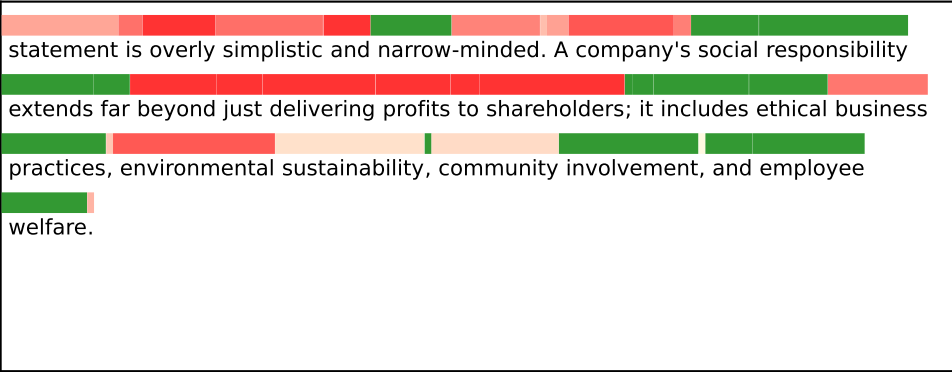 statement is overly simplistic and narrow-minded. A company's social responsibility
extends far beyond just delivering profits to shareholders; it includes ethical business
practices, environmental sustainability, community involvement, and employee
welfare.